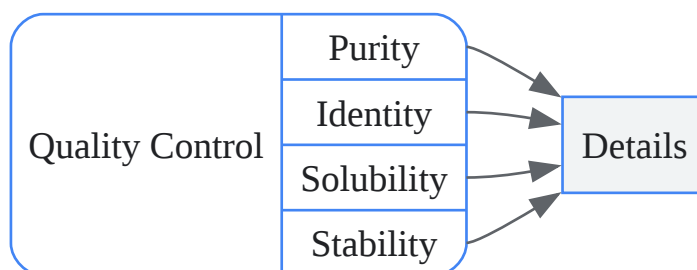 Quality Control
Purity
Identity
Solubility
Stability
Details